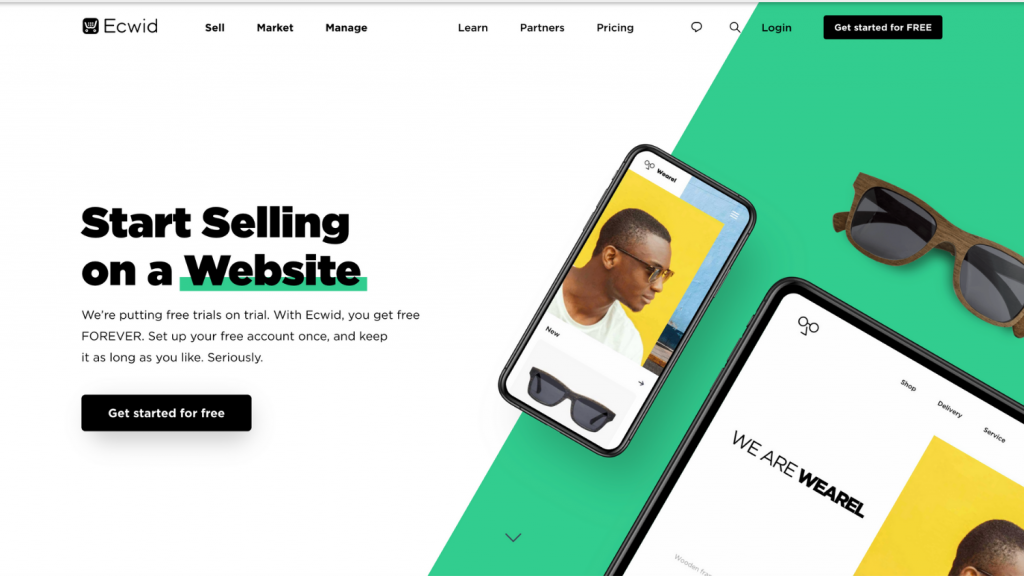 Ecwid
Sell Market Manage
Learn Partners Pricing
Login
Get started for FREE
Start Selling
on a Website
We're putting free trials on trial. With Ecwid, you get free
FOREVER. Set up your free account once, and keep
it as long as you like. Seriously.
Get started for free
Wearel
New
Shop
Delivery
Service
WE ARE WEAREL
Wooden